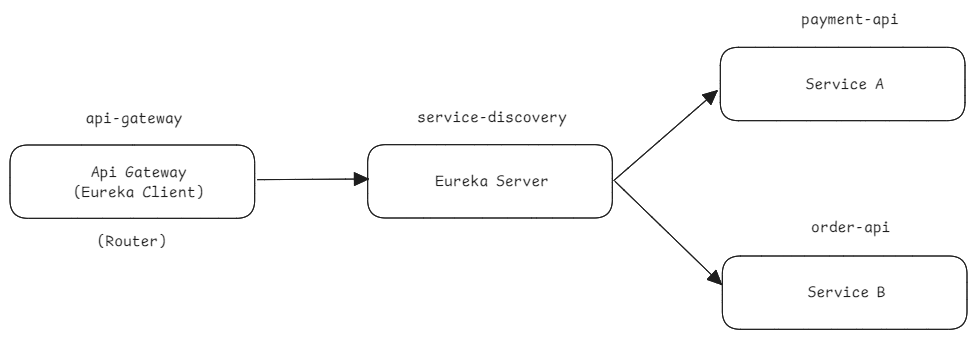 payment-api
Service A
api-gateway
service-discovery
Api Gateway
(Eureka Client)
Eureka Server
(Router)
order-api
Service B